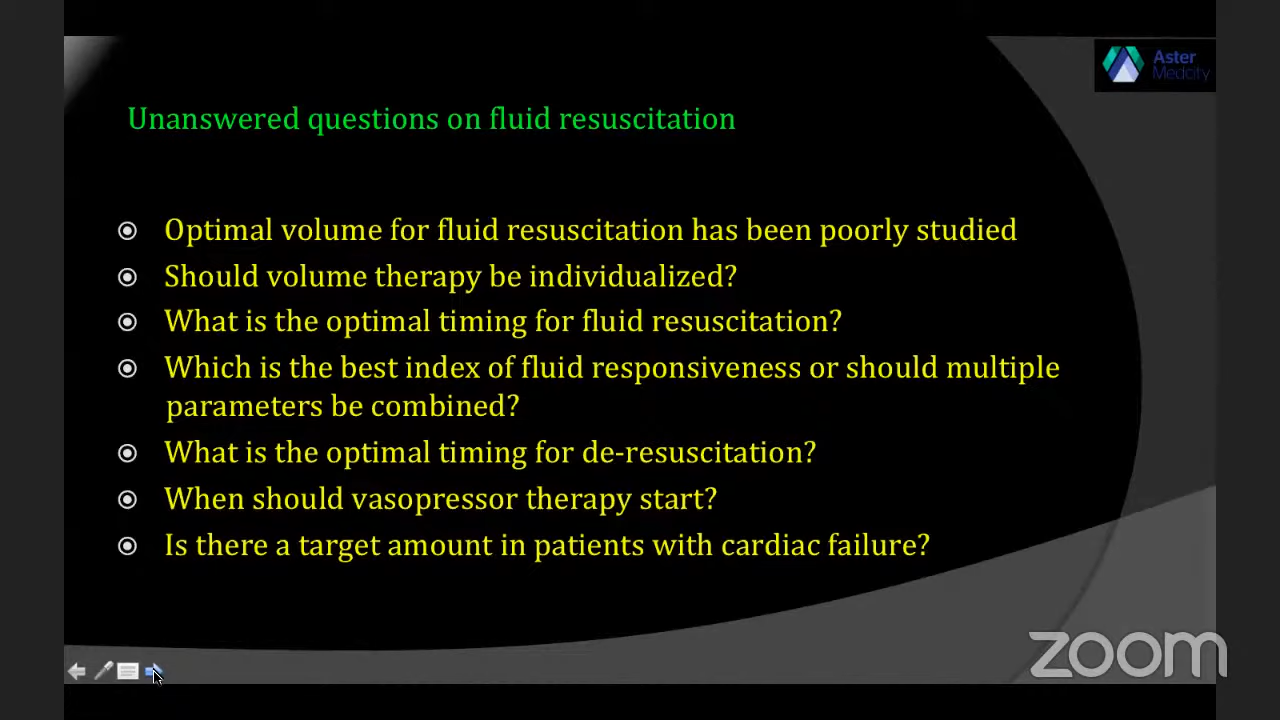 Aster
Medcity
Unanswered questions on fluid resuscitation
Optimal volume for fluid resuscitation has been poorly studied
Should volume therapy be individualized?
What is the optimal timing for fluid resuscitation?
Which is the best index of fluid responsiveness or should multiple
parameters be combined?
What is the optimal timing for de-resuscitation?
When should vasopressor therapy start?
Is there a target amount in patients with cardiac failure?
zoom